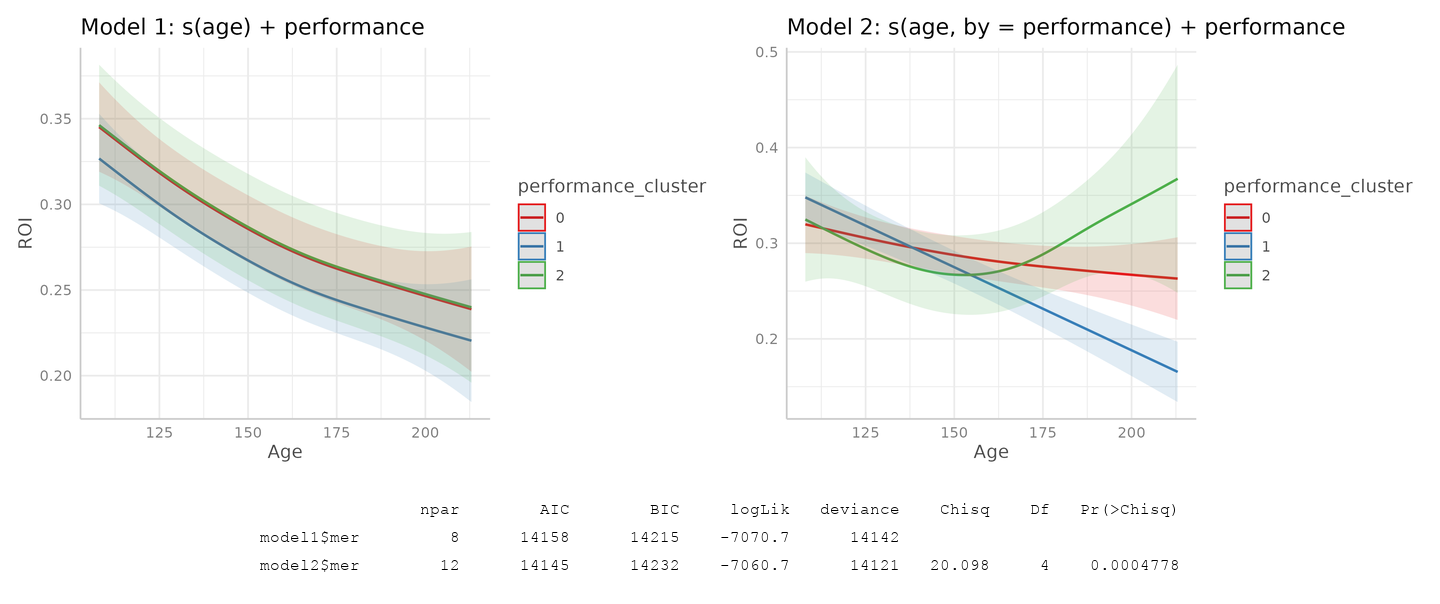 Model 1: s(age) + performance
0.35
0.30
0.25
0.20
ROI
125 150 175 200
Age
performance_cluster
0
1
2
Model 2: s(age, by = performance) + performance
0.5
0.4
0.3
0.2
ROI
125 150 175 200
Age
performance_cluster
0
1
2
npar AIC BIC logLik deviance Chisq Df Pr(>Chisq)
model1$mer 8 14158 14215 -7070.7 14142
model2$mer 12 14145 14232 -7060.7 14121 20.098 4 0.0004778